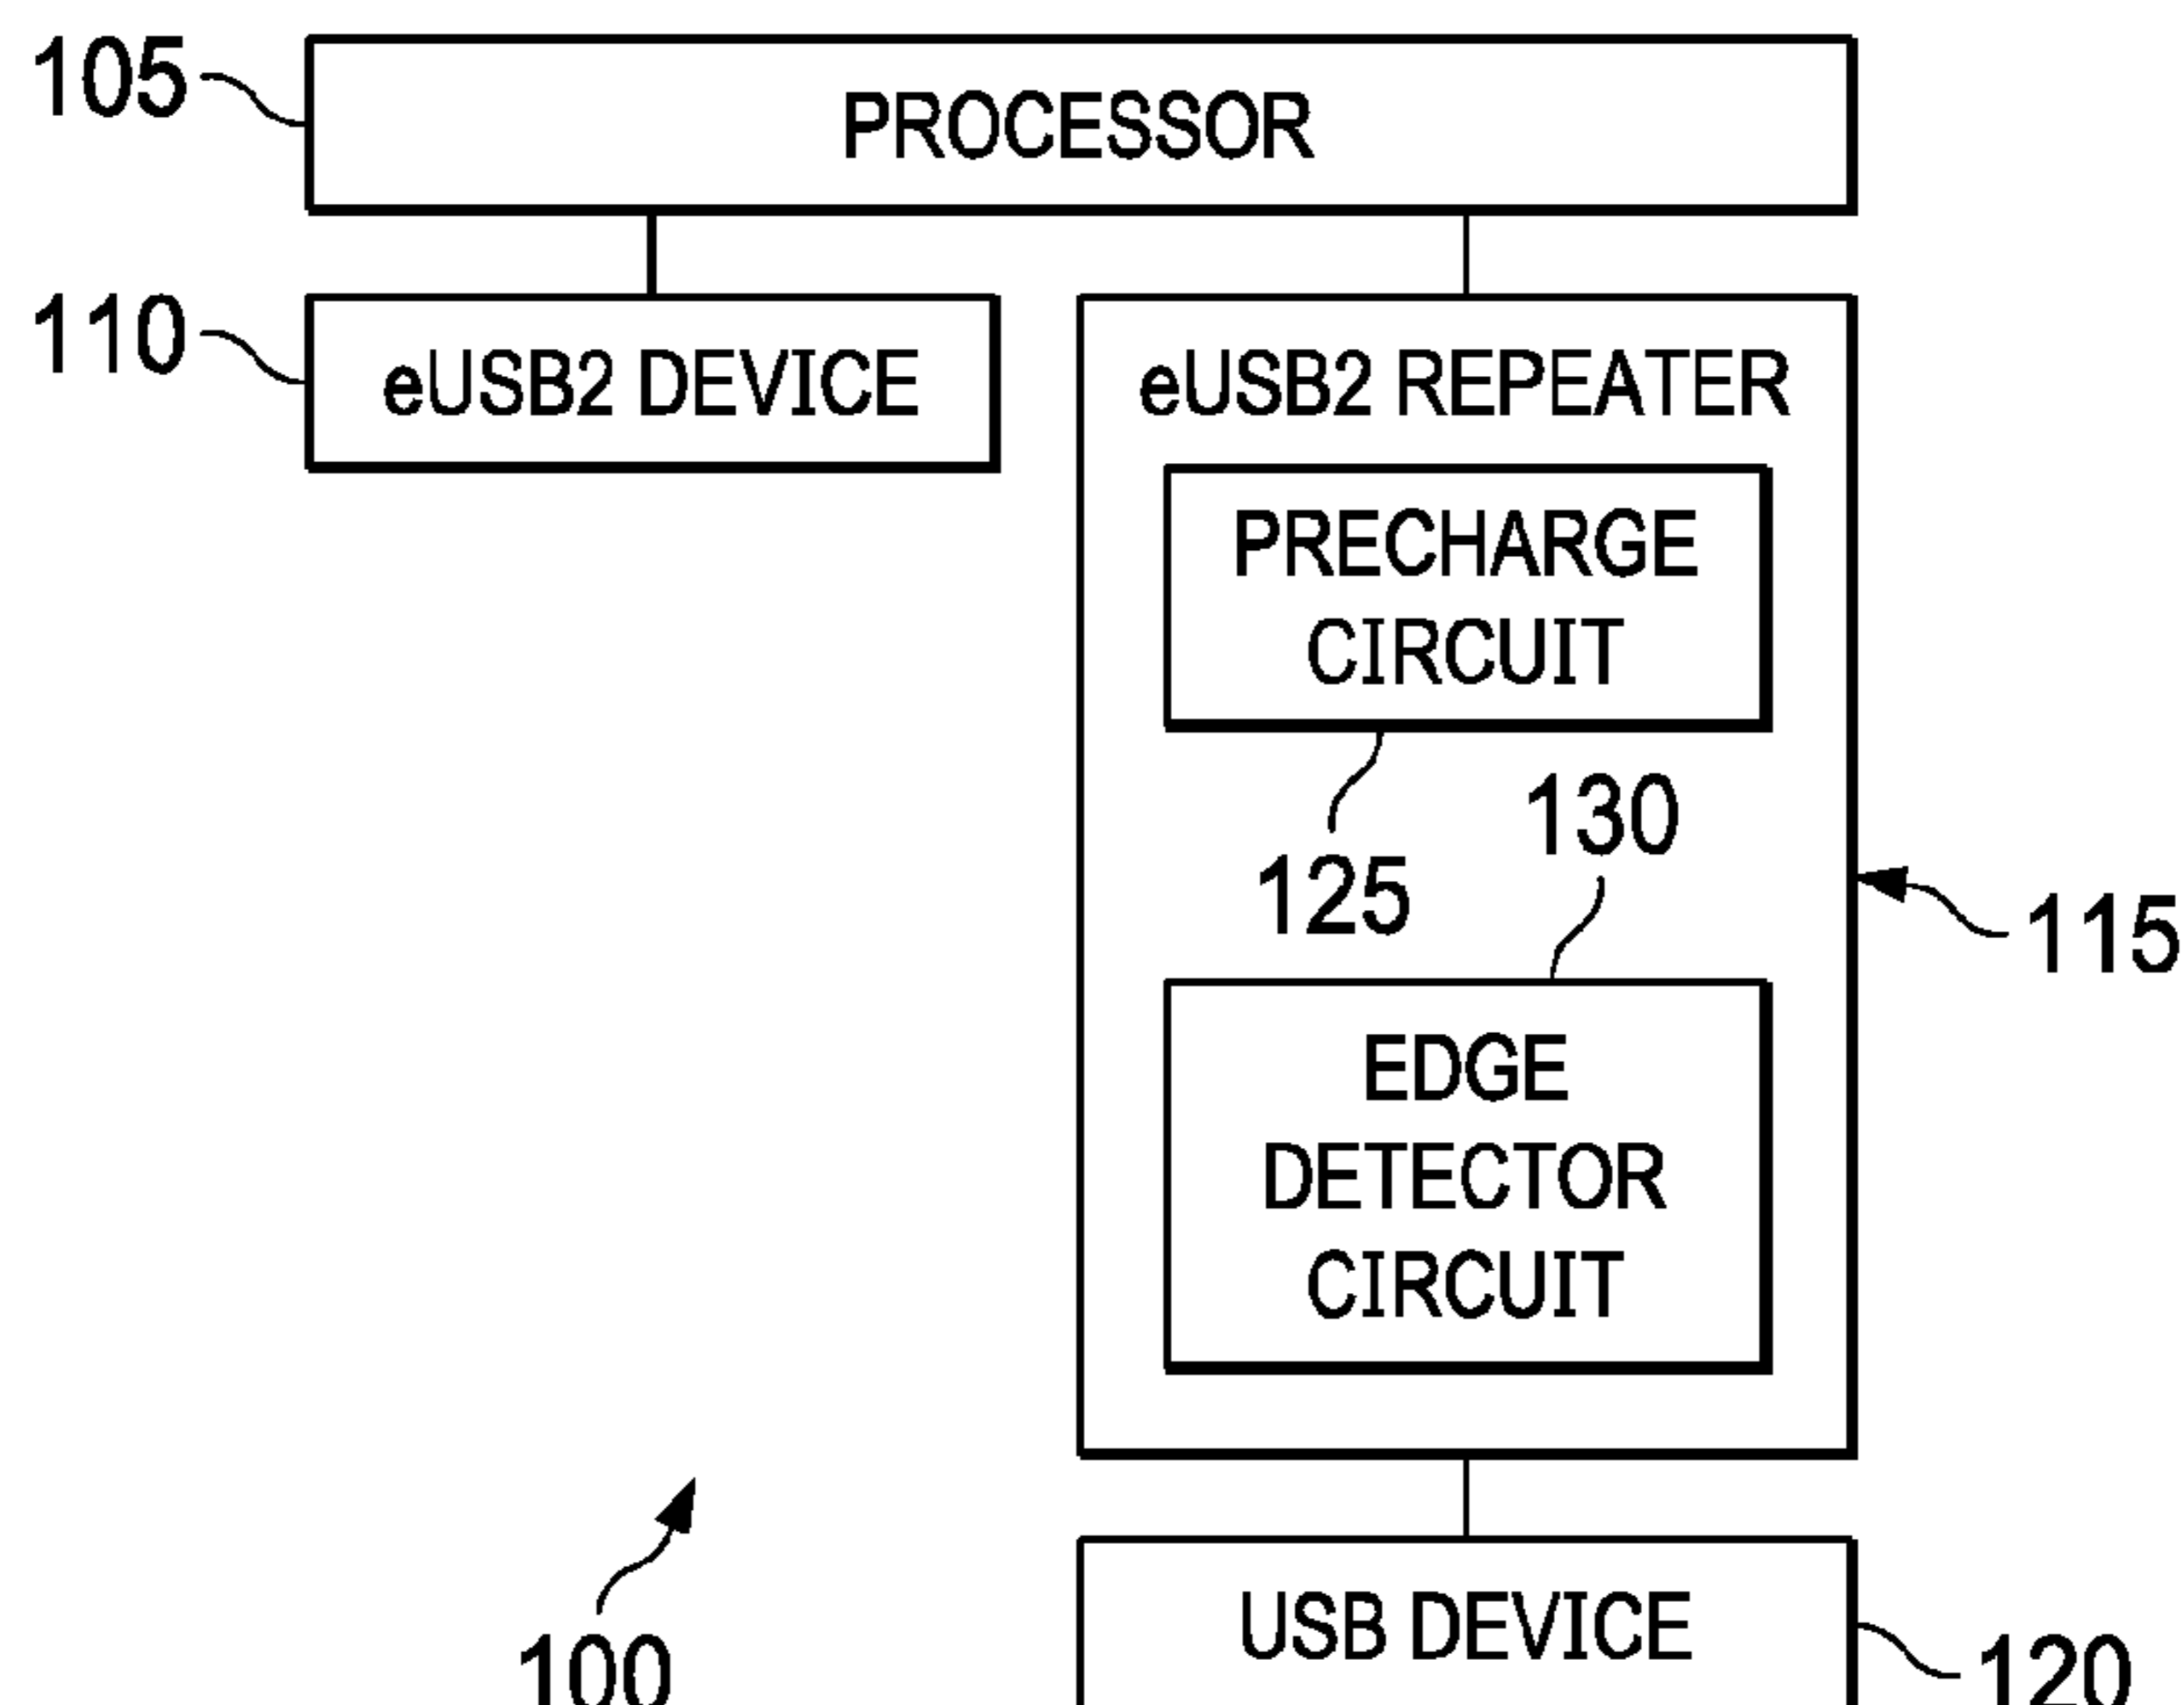 105
PROCESSOR
110
eUSB2 DEVICE
eUSB2 REPEATER
PRECHARGE
CIRCUIT
125
130
115
EDGE
DETECTOR
CIRCUIT
100
USB DEVICE
120